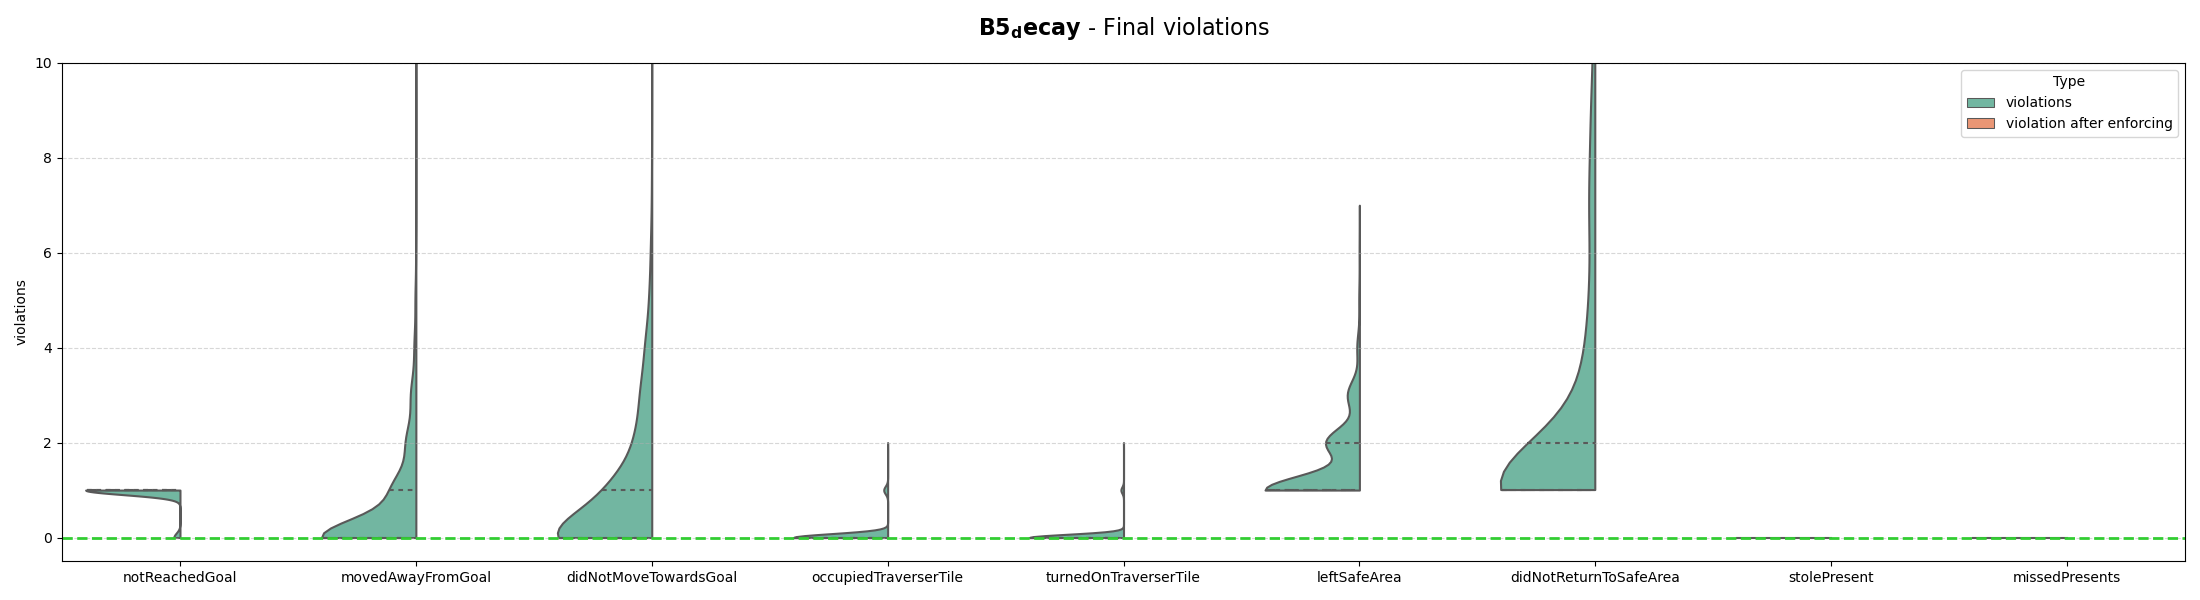 B5decay - Final violations
10
8
6
4
2
0
violations
Type
violations
violation after enforcing
notReachedGoal movedAwayFromGoal didNotMoveTowardsGoal occupiedTraverserTile turnedOnTraverserTile leftSafeArea didNotReturnToSafeArea stolePresent missedPresents